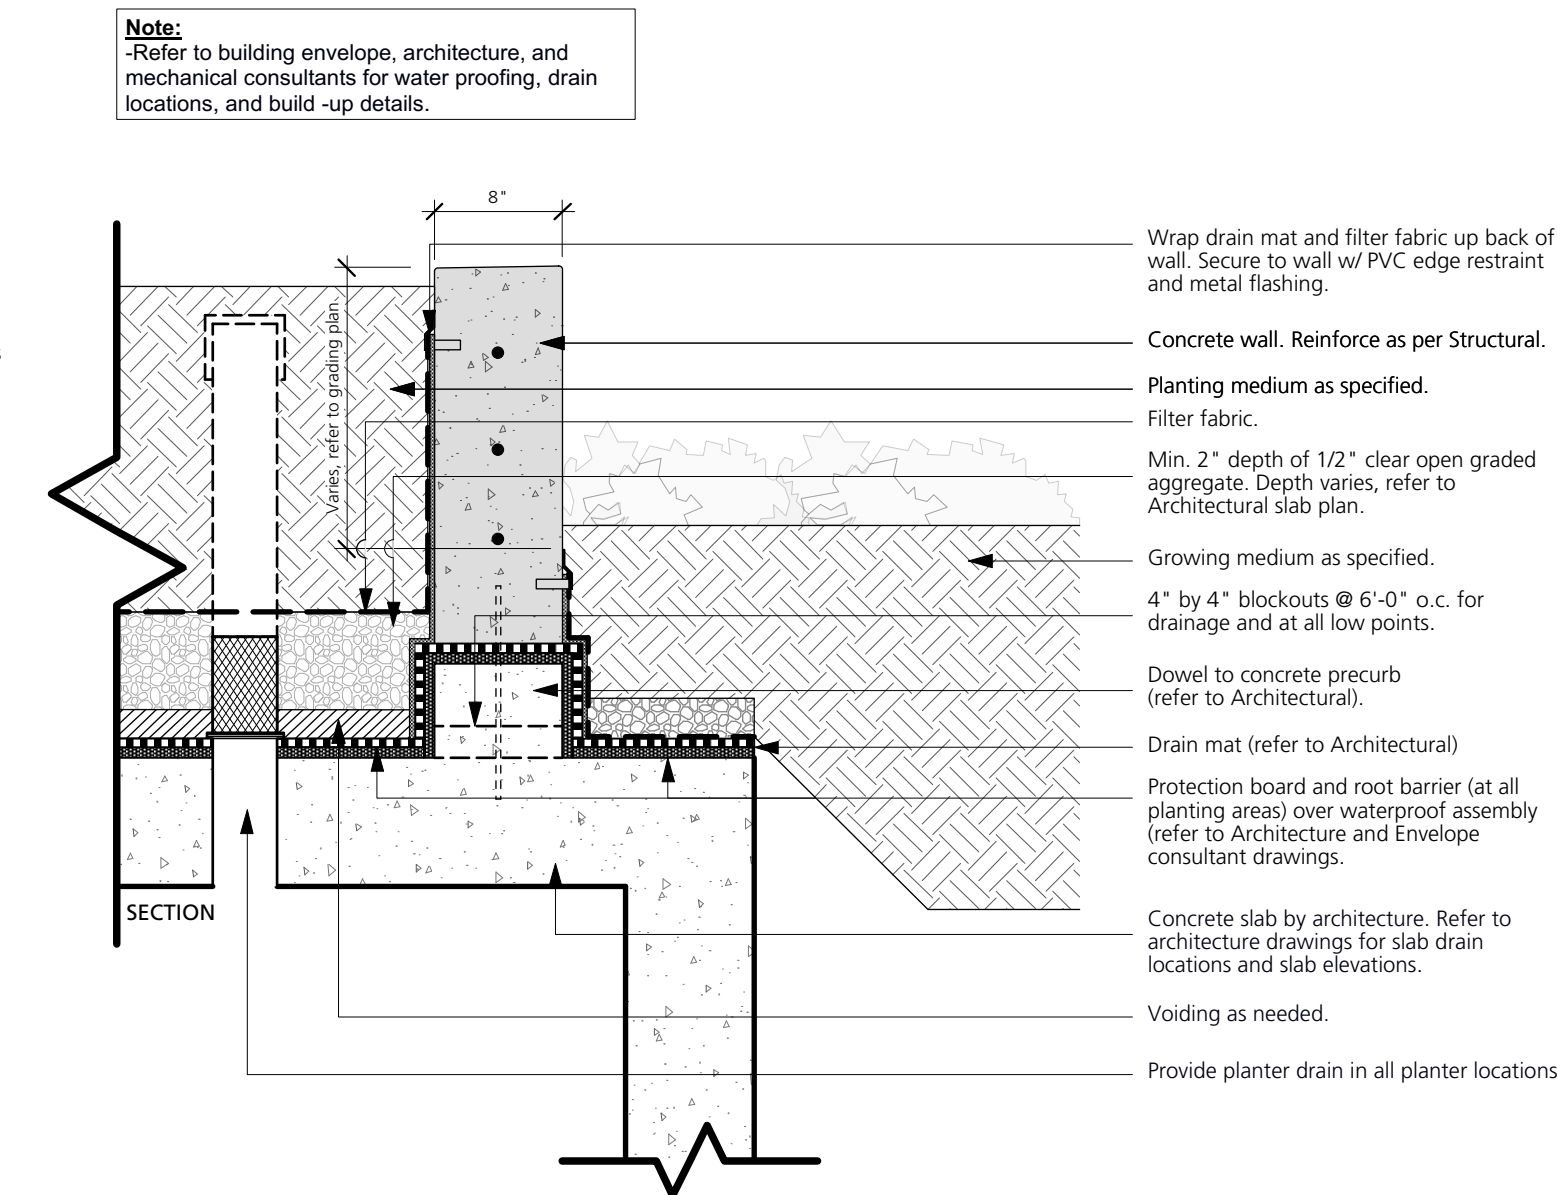 Note:
-Refer to building envelope, architecture, and
mechanical consultants for water proofing, drain
locations, and build -up details.
8"
Varies, refer to grading plan.
Wrap drain mat and filter fabric up back of
wall. Secure to wall w/ PVC edge restraint
and metal flashing.
Concrete wall. Reinforce as per Structural.
Planting medium as specified.
Filter fabric.
Min. 2" depth of 1/2" clear open graded
aggregate. Depth varies, refer to
Architectural slab plan.
Growing medium as specified.
4" by 4" blockouts @ 6'-0" o.c. for
drainage and at all low points.
Dowel to concrete precurb
(refer to Architectural).
Drain mat (refer to Architectural)
Protection board and root barrier (at all
planting areas) over waterproof assembly
(refer to Architecture and Envelope
consultant drawings.
SECTION
Concrete slab by architecture. Refer to
architecture drawings for slab drain
locations and slab elevations.
Voiding as needed.
Provide planter drain in all planter locations